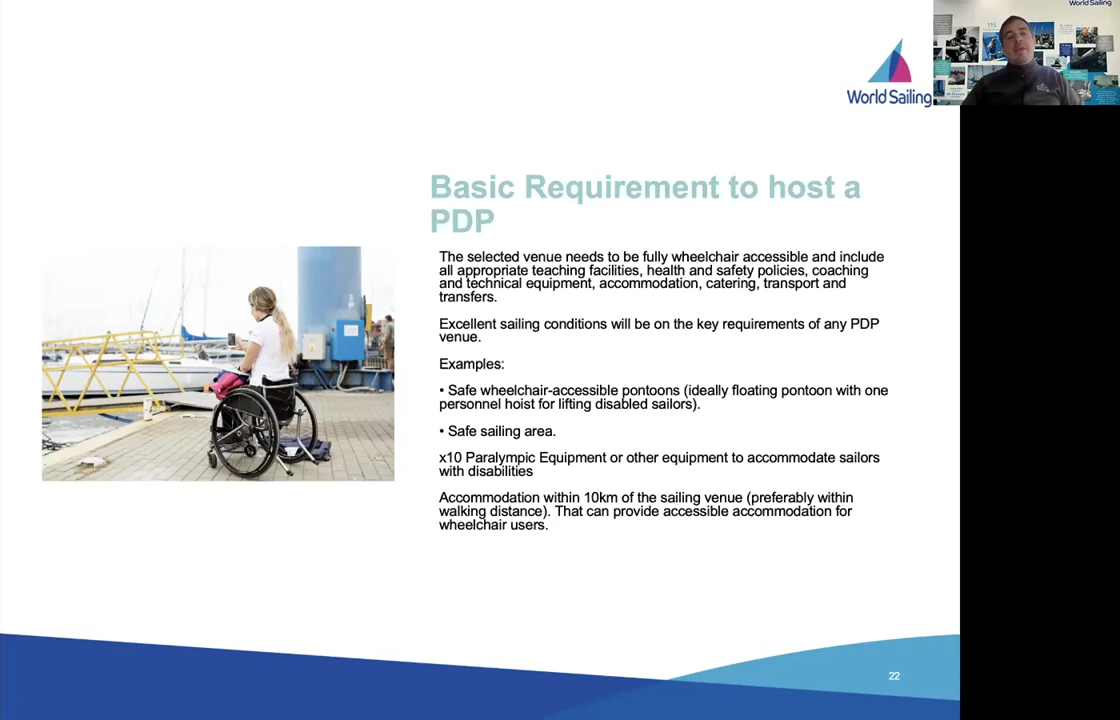 World Sailing
World Sailing
Basic Requirement to host a
PDP
The selected venue needs to be fully wheelchair accessible and include
all appropriate teaching facilities, health and safety policies, coaching
and technical equipment, accommodation, catering, transport and
transfers.
Excellent sailing conditions will be on the key requirements of any PDP
venue.
Examples:
• Safe wheelchair-accessible pontoons (ideally floating pontoon with one
personnel hoist for lifting disabled sailors).
• Safe sailing area.
x10 Paralympic Equipment or other equipment to accommodate sailors
with disabilities
Accommodation within 10km of the sailing venue (preferably within
walking distance). That can provide accessible accommodation for
wheelchair users.
22